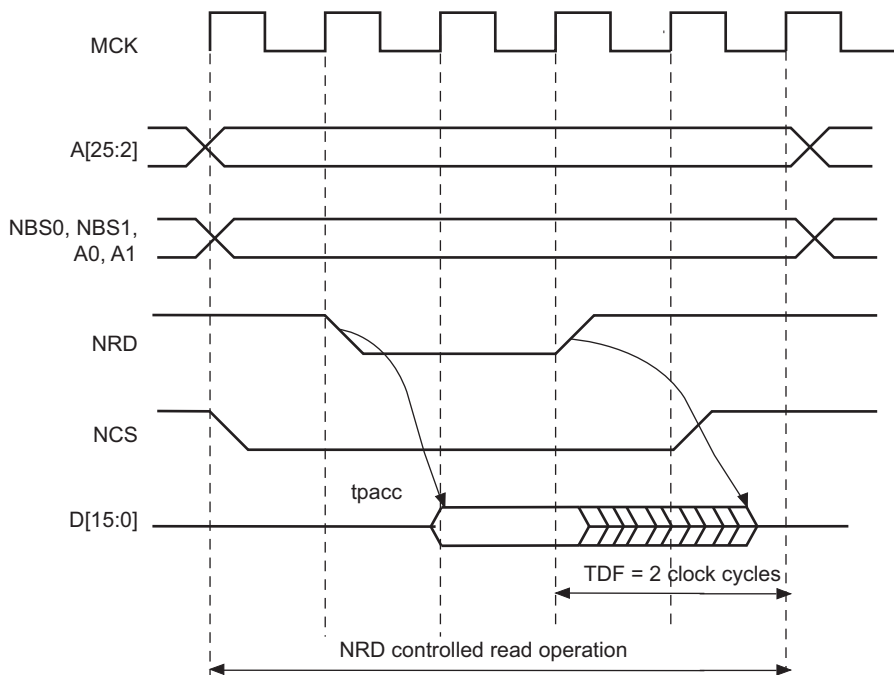 MCK
A[25:2]
NBS0, NBS1,
A0, A1
NRD
NCS
tpacc
D[15:0]
TDF = 2 clock cycles
NRD controlled read operation